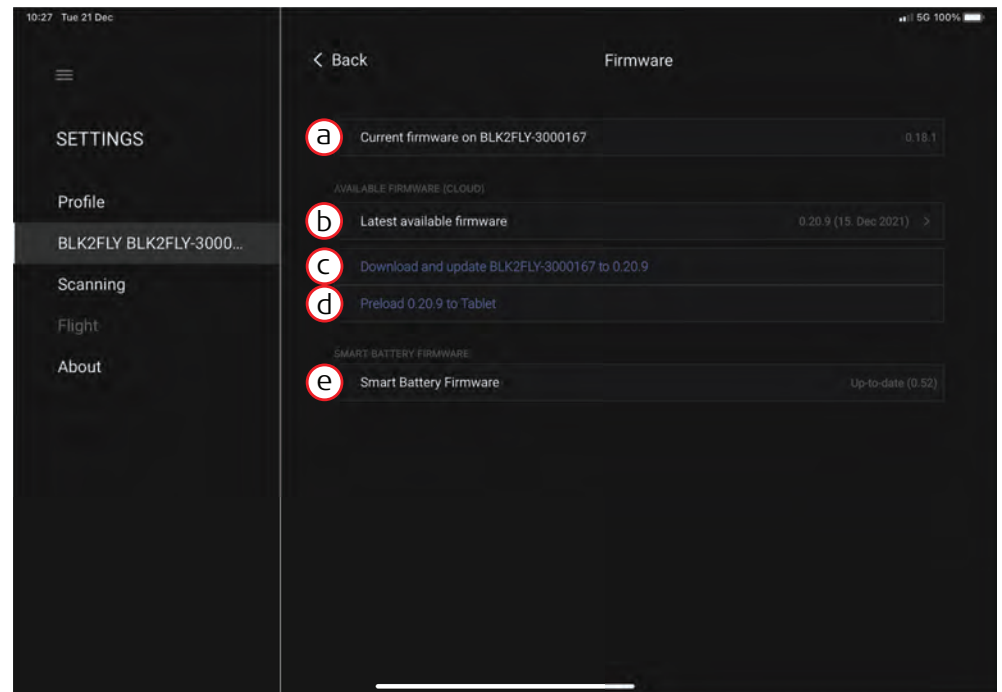 10:27 Tue 21 Dec
5G 100%
SETTINGS
Profile
BLK2FLY BLK2FLY-3000...
Scanning
Flight
About
Back
Firmware
a Current firmware on BLK2FLY-3000167 0.18.1
AVAILABLE FIRMWARE (CLOUD)
b Latest available firmware 0.20.9 (15. Dec 2021) >
c Download and update BLK2FLY-3000167 to 0.20.9
d Preload 0.20.9 to Tablet
SMART BATTERY FIRMWARE
e Smart Battery Firmware Up-to-date (0.52)